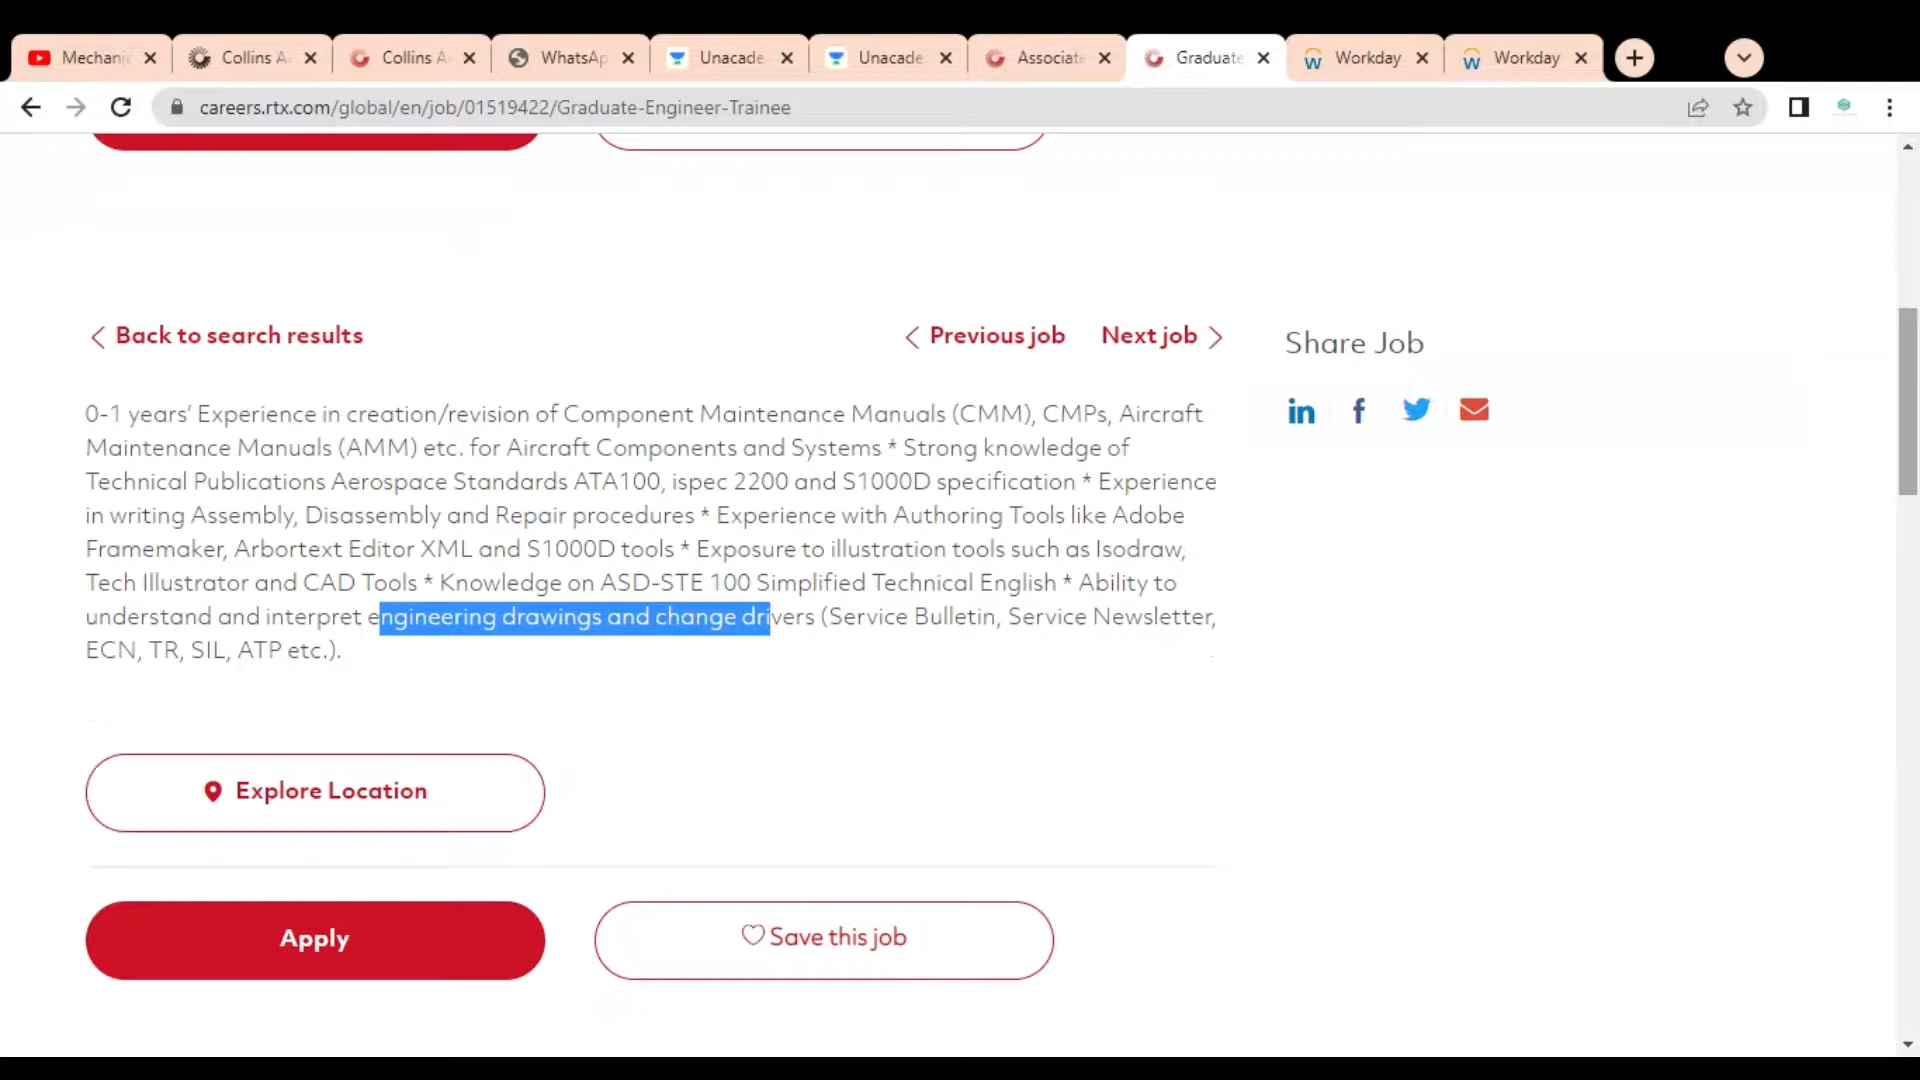 Mechanic
Collins A
Collins A
WhatsAp
Unacade
Unacade
Associate
Graduate
Workday
Workday
careers.rtx.com/global/en/job/01519422/Graduate-Engineer-Trainee
Back to search results
Previous job
Next job
Share Job
0-1 years’ Experience in creation/revision of Component Maintenance Manuals (CMM), CMPs, Aircraft
Maintenance Manuals (AMM) etc. for Aircraft Components and Systems * Strong knowledge of
Technical Publications Aerospace Standards ATA100, ispec 2200 and S1000D specification * Experience
in writing Assembly, Disassembly and Repair procedures * Experience with Authoring Tools like Adobe
Framemaker, Arbortext Editor XML and S1000D tools * Exposure to illustration tools such as Isodraw,
Tech Illustrator and CAD Tools * Knowledge on ASD-STE 100 Simplified Technical English * Ability to
understand and interpret engineering drawings and change drivers (Service Bulletin, Service Newsletter,
ECN, TR, SIL, ATP etc.).
Explore Location
Apply
Save this job